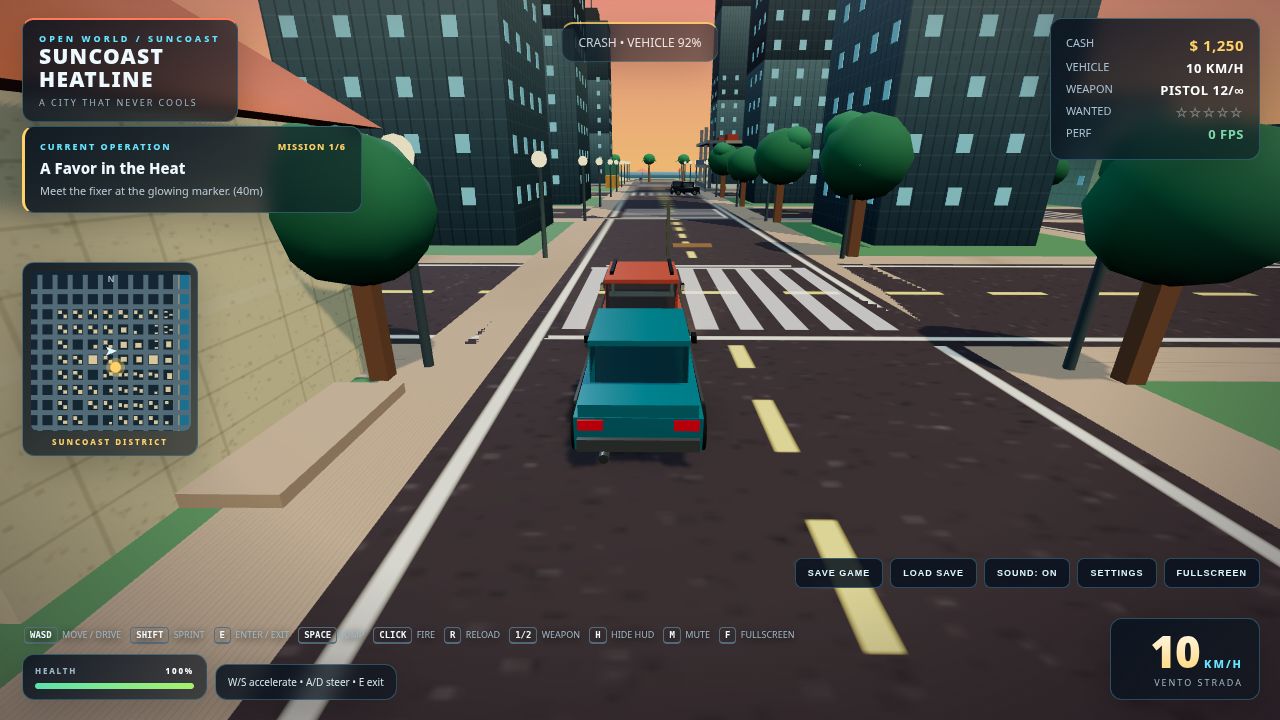 OPEN WORLD / SUNCOAST
SUNCOAST
HEATLINE
A CITY THAT NEVER COOLS
CRASH • VEHICLE 92%
CASH $ 1,250
VEHICLE 10 KM/H
WEAPON PISTOL 12/∞
WANTED ☆☆☆☆☆
PERF 0 FPS
CURRENT OPERATION MISSION 1/6
A Favor in the Heat
Meet the fixer at the glowing marker. (40m)
N
SUNCOAST DISTRICT
SAVE GAME LOAD SAVE SOUND: ON SETTINGS FULLSCREEN
WASD MOVE / DRIVE SHIFT SPRINT E ENTER / EXIT SPACE CLICK FIRE R RELOAD 1/2 WEAPON H HIDE HUD M MUTE F FULLSCREEN
HEALTH 100%
W/S accelerate • A/D steer • E exit
10 KM/H
VENTO STRADA